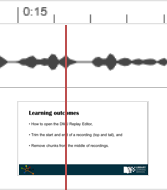 0:15
Learning outcomes
• How to open the DRep Replay Editor.
• Trim the start and end of a recording (top and tail), and
• Remove chunks from the middle of recordings.